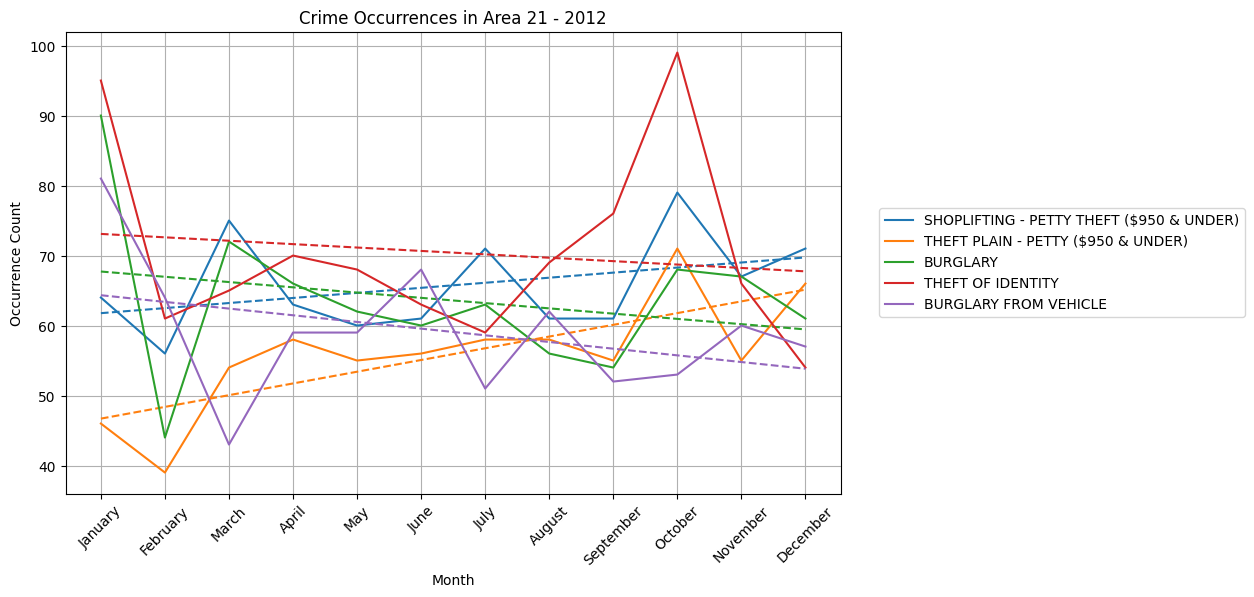 Crime Occurrences in Area 21 - 2012
Occurrence Count
100
90
80
70
60
50
40
January
February
March
April
May
June
July
August
September
October
November
December
Month
SHOPLIFTING - PETTY THEFT ($950 & UNDER)
THEFT PLAIN - PETTY ($950 & UNDER)
BURGLARY
THEFT OF IDENTITY
BURGLARY FROM VEHICLE